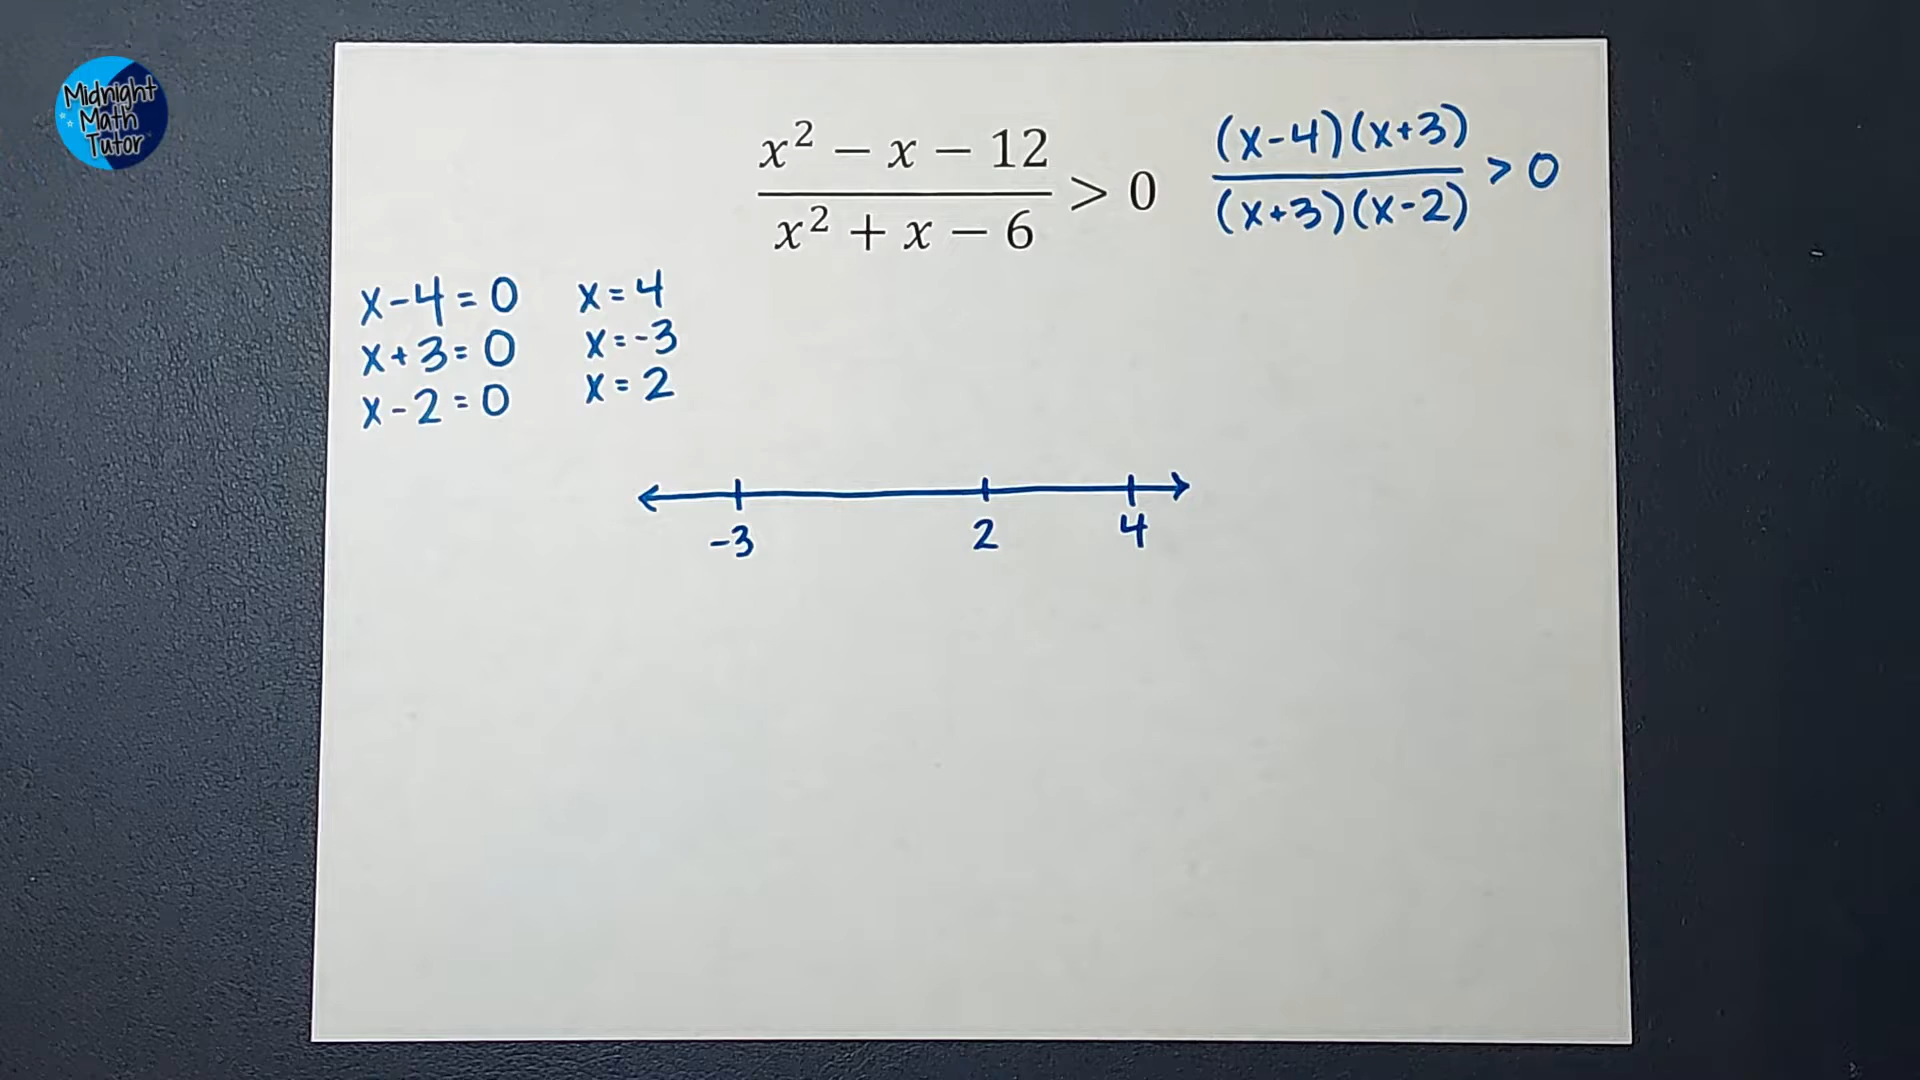 Midnight
Math
Tutor
x² − x − 12
x² + x − 6
> 0
(x-4)(x+3)
(x+3)(x-2)
> 0
x-4=0 x=4
x+3=0 x=-3
x-2=0 x=2
-3 2 4